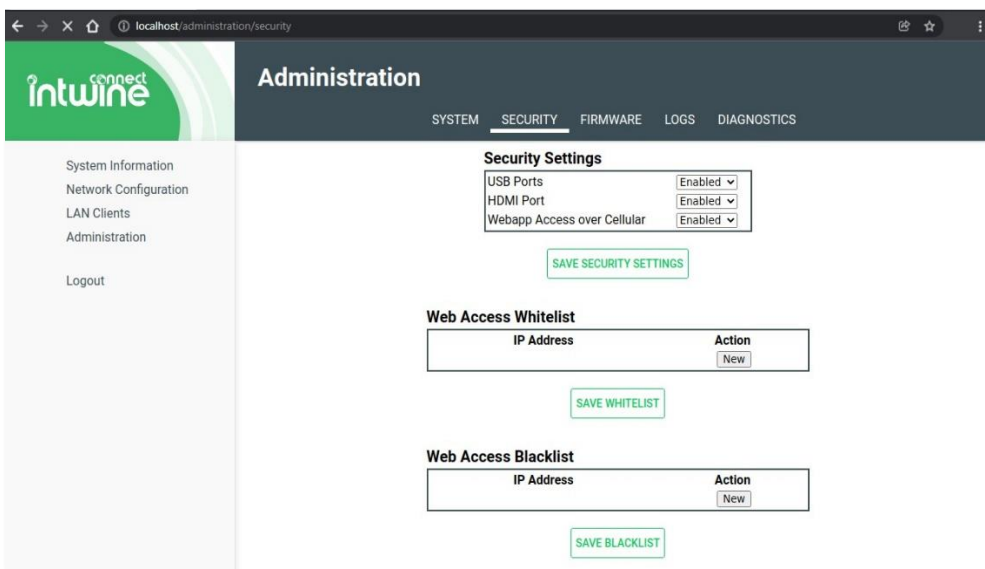 localhost/administration/security
intwine
connect
Administration
SYSTEM SECURITY FIRMWARE LOGS DIAGNOSTICS
System Information
Network Configuration
LAN Clients
Administration
Logout
Security Settings
USB Ports Enabled
HDMI Port Enabled
Webapp Access over Cellular Enabled
SAVE SECURITY SETTINGS
Web Access Whitelist
IP Address Action
New
SAVE WHITELIST
Web Access Blacklist
IP Address Action
New
SAVE BLACKLIST